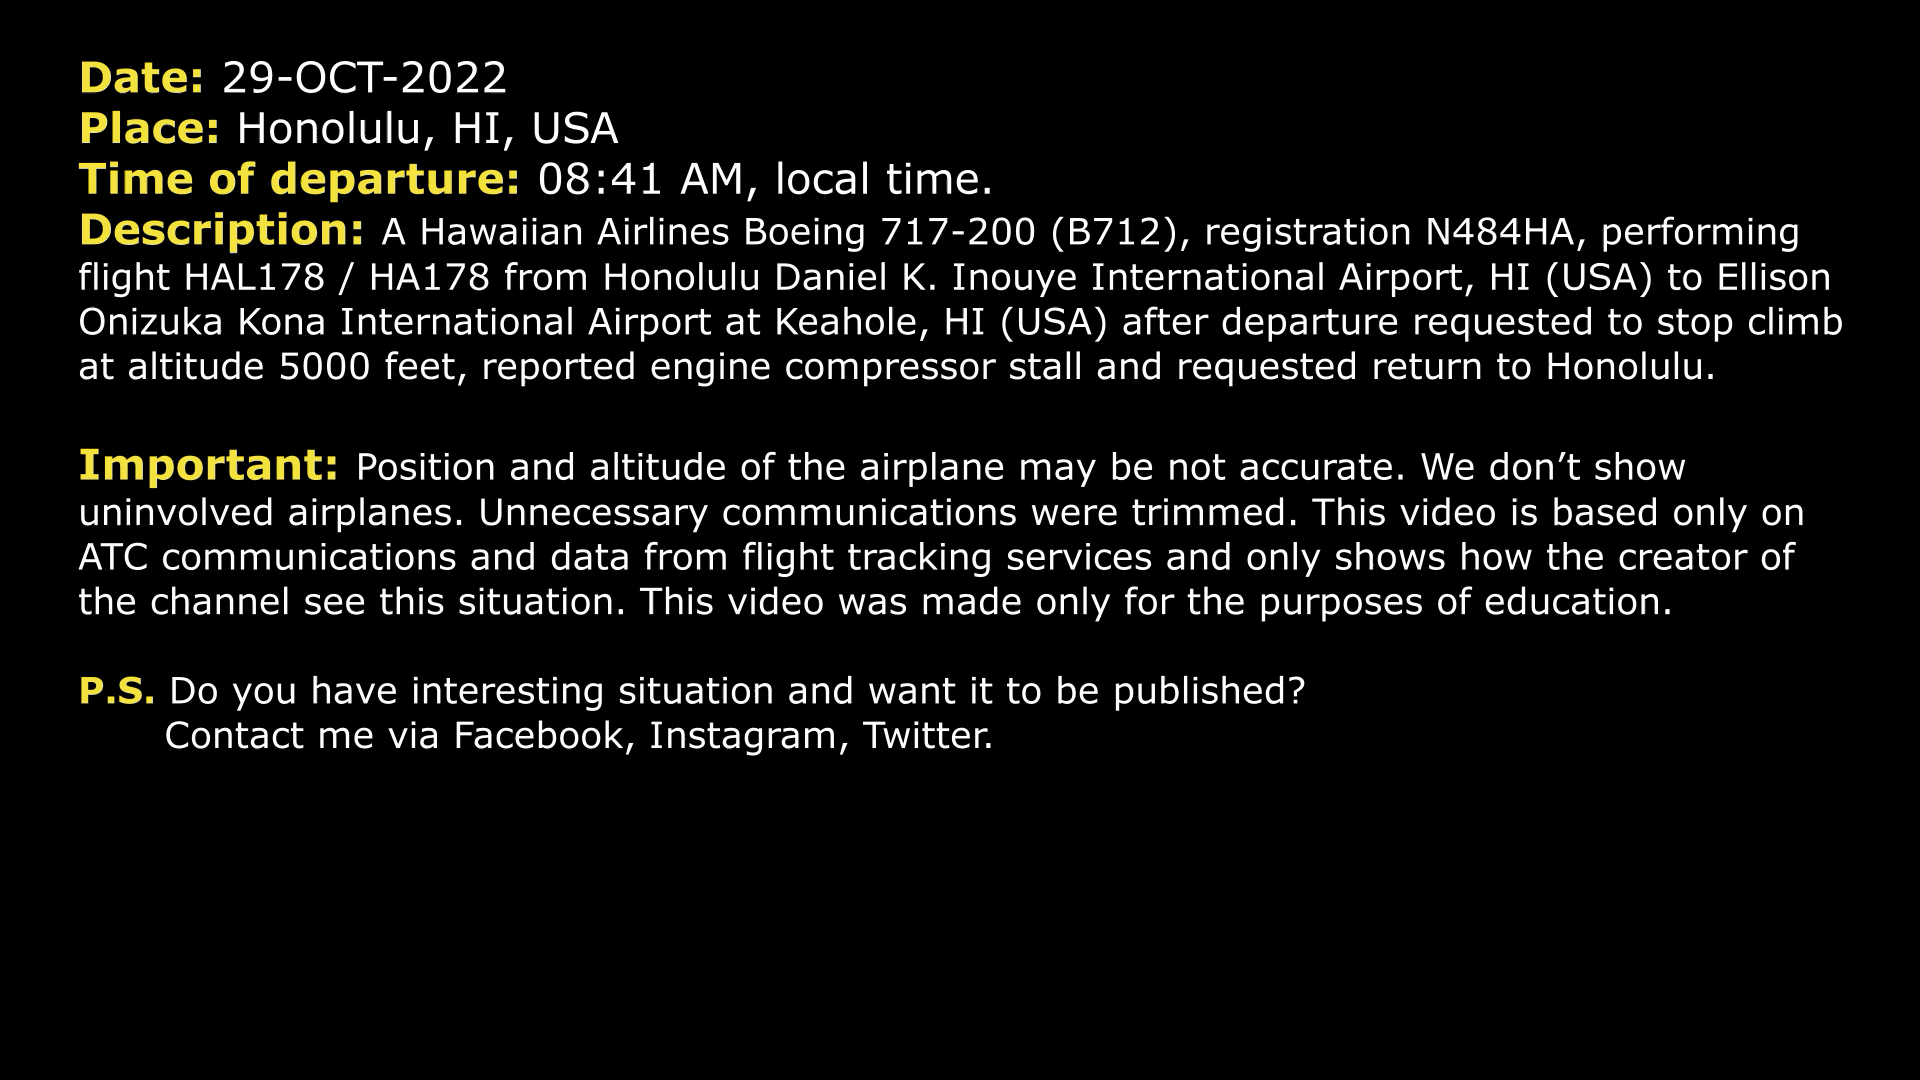 Date: 29-OCT-2022
Place: Honolulu, HI, USA
Time of departure: 08:41 AM, local time.
Description: A Hawaiian Airlines Boeing 717-200 (B712), registration N484HA, performing
flight HAL178 / HA178 from Honolulu Daniel K. Inouye International Airport, HI (USA) to Ellison
Onizuka Kona International Airport at Keahole, HI (USA) after departure requested to stop climb
at altitude 5000 feet, reported engine compressor stall and requested return to Honolulu.
Important: Position and altitude of the airplane may be not accurate. We don’t show
uninvolved airplanes. Unnecessary communications were trimmed. This video is based only on
ATC communications and data from flight tracking services and only shows how the creator of
the channel see this situation. This video was made only for the purposes of education.
P.S. Do you have interesting situation and want it to be published?
Contact me via Facebook, Instagram, Twitter.